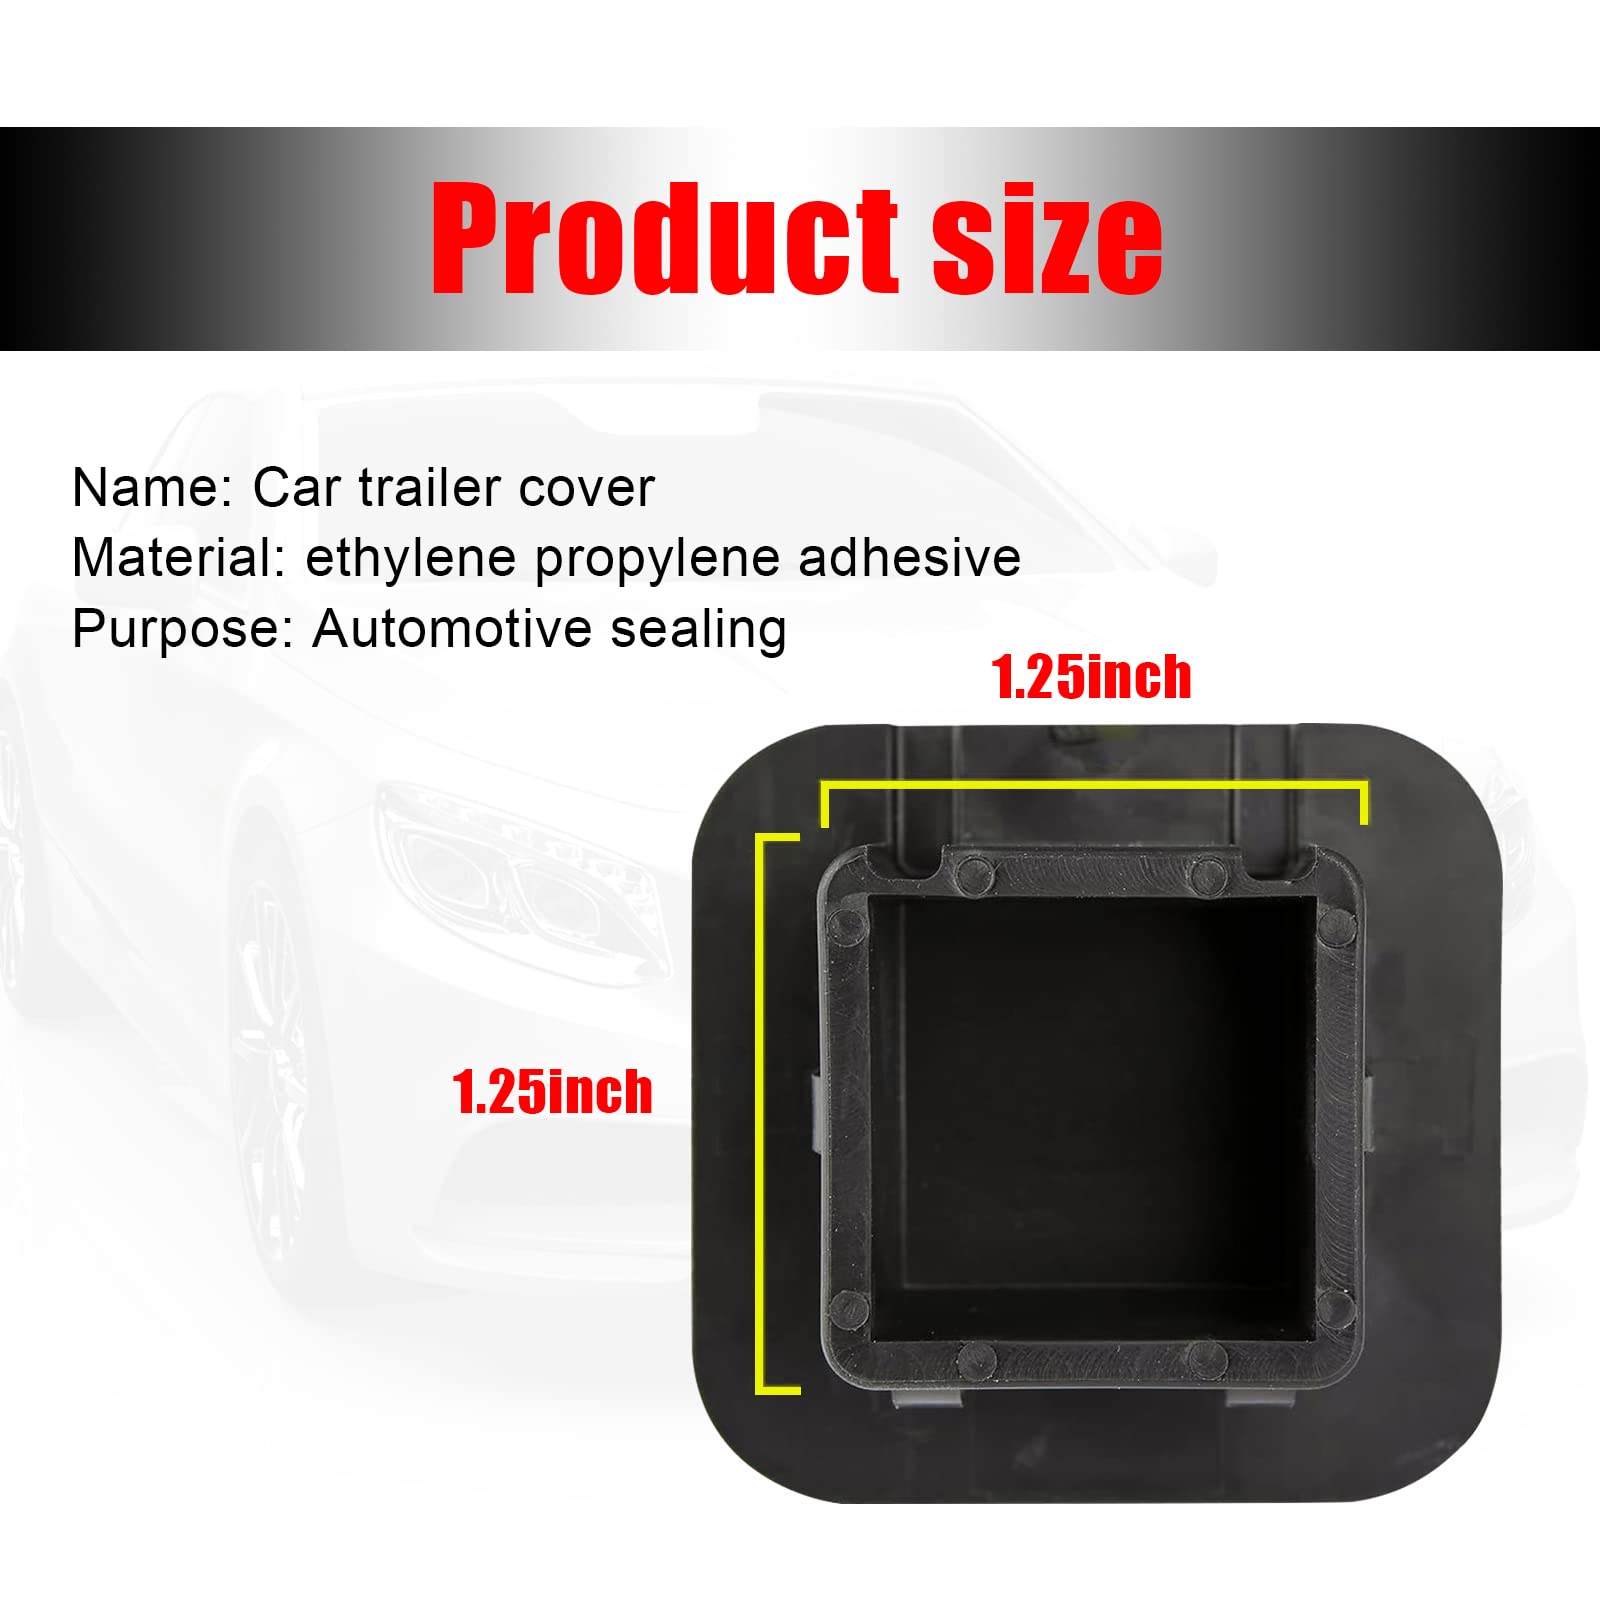 Product size
Name: Car trailer cover
Material: ethylene propylene adhesive
Purpose: Automotive sealing
1.25inch
1.25inch